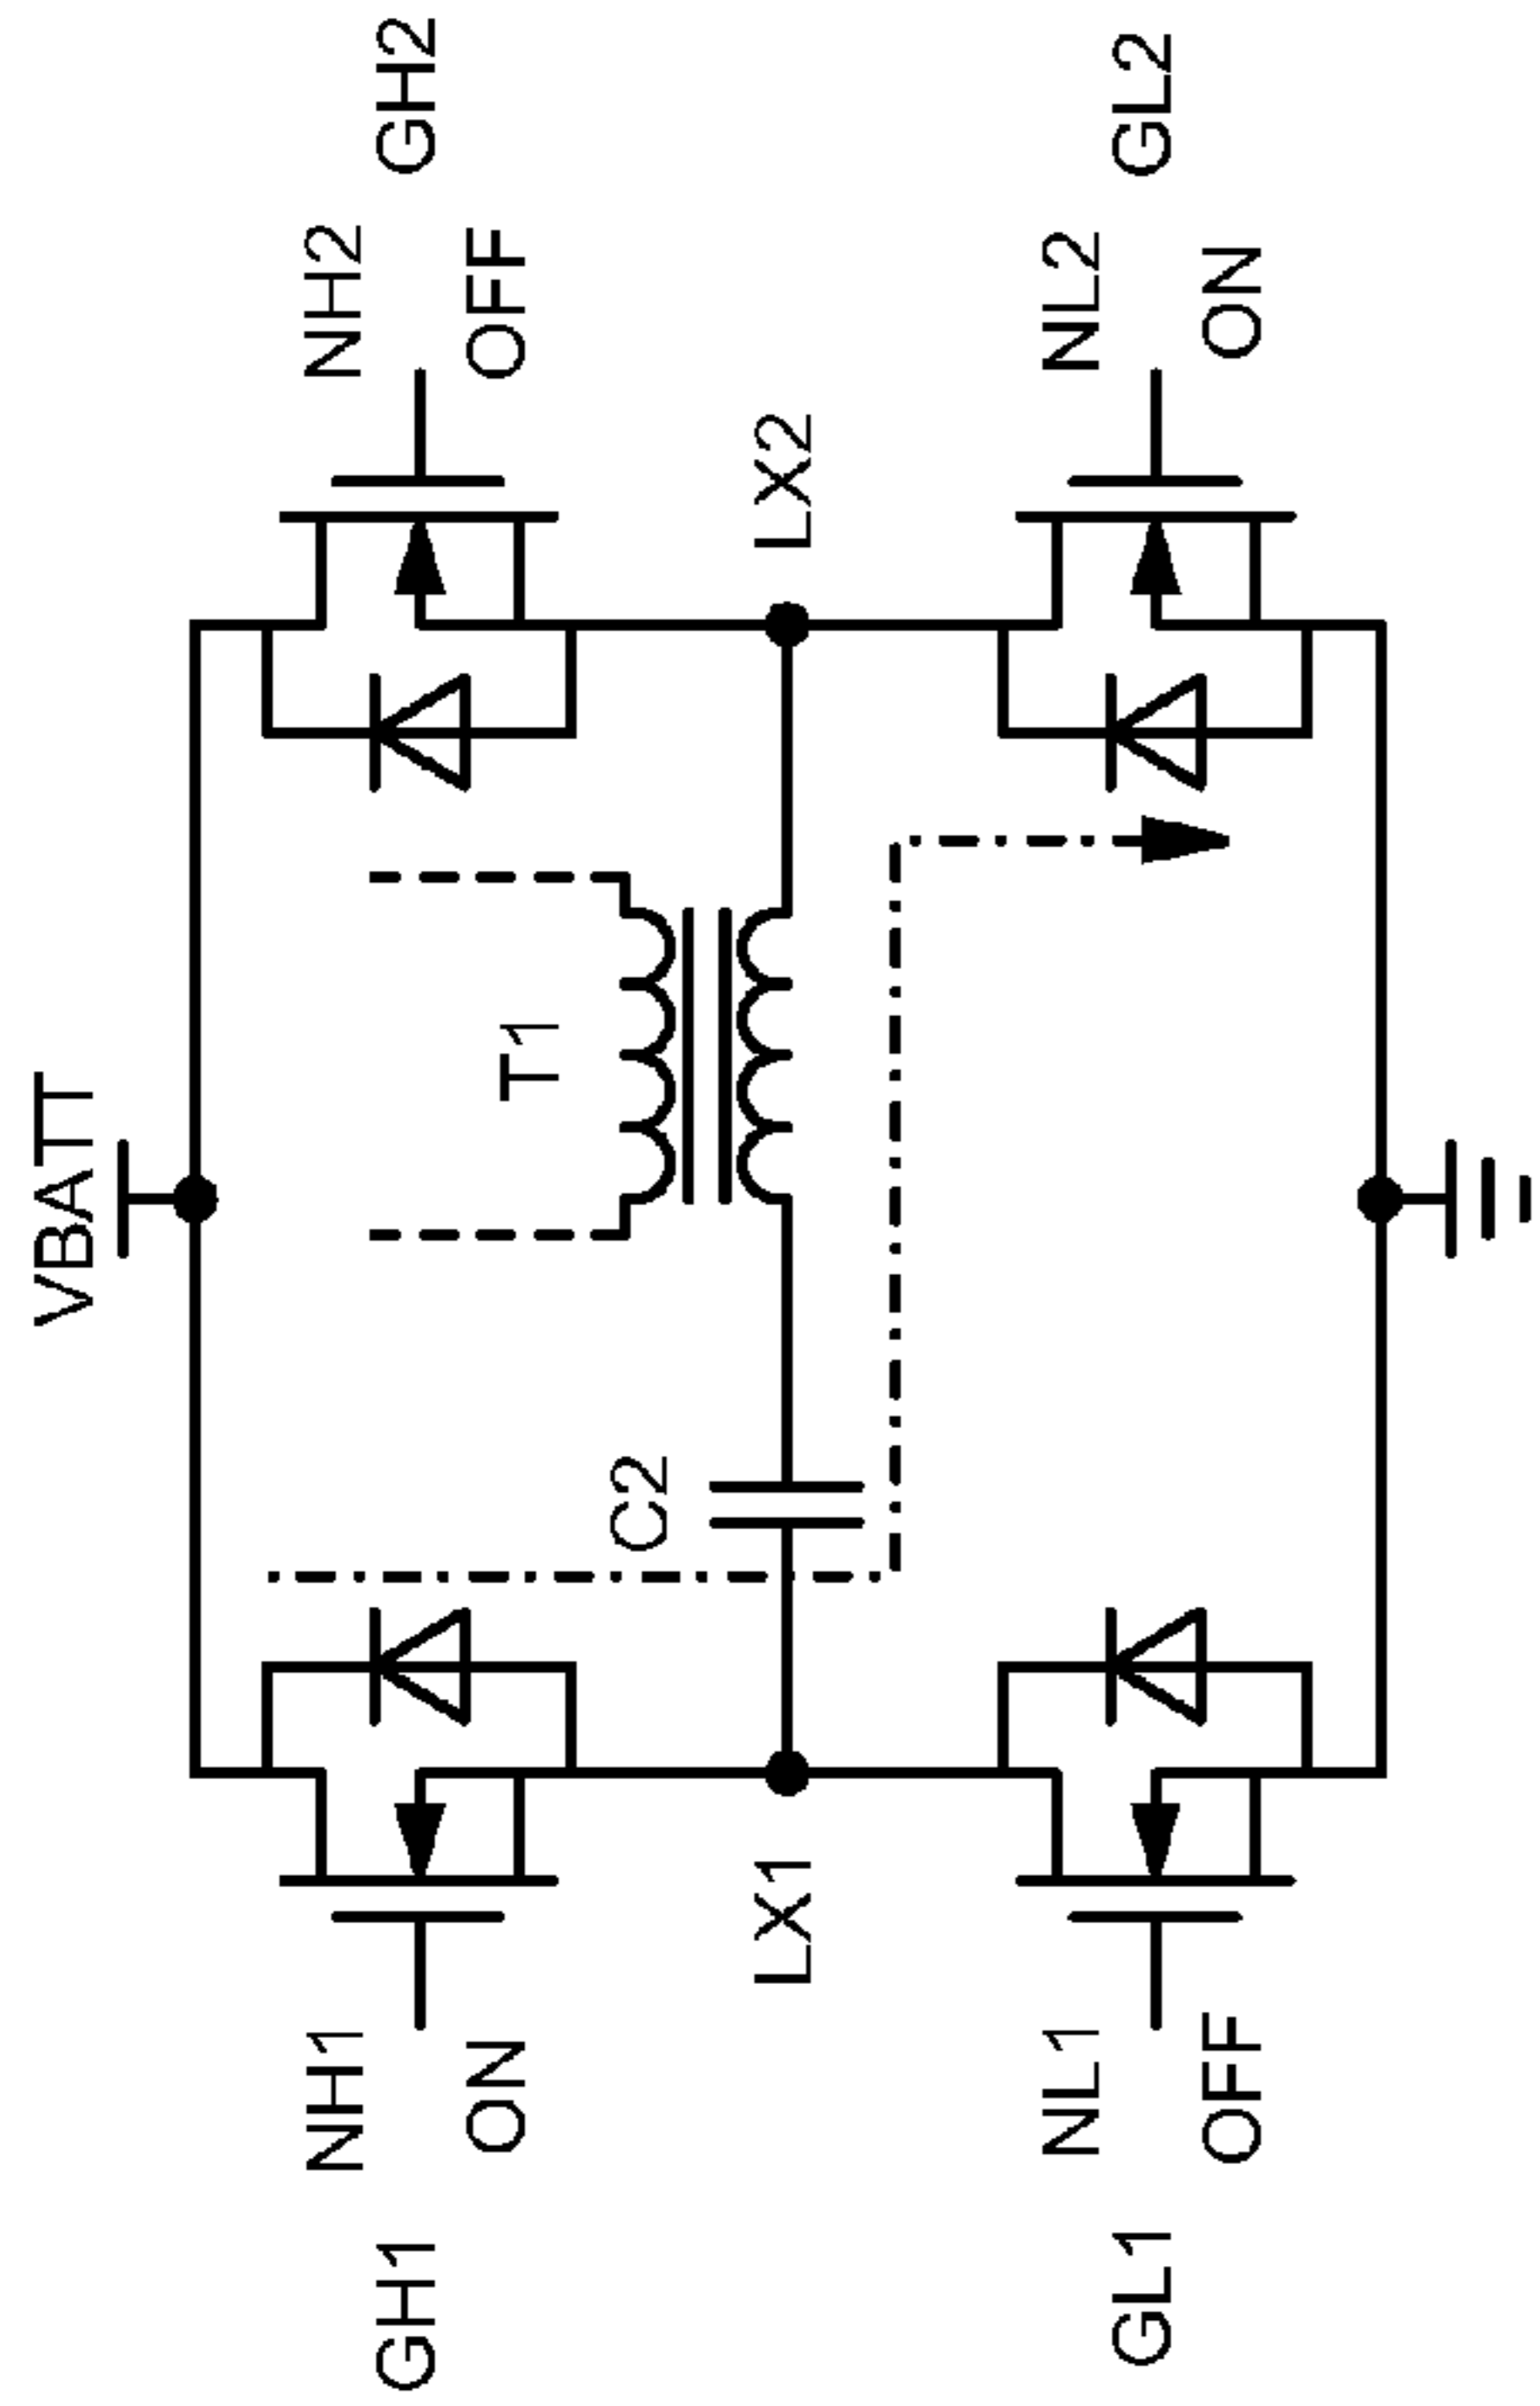 VBATT
NH1
NH2
GH1
GH2
ON
OFF
T1
C2
LX1
LX2
NL1
NL2
GL1
GL2
OFF
ON